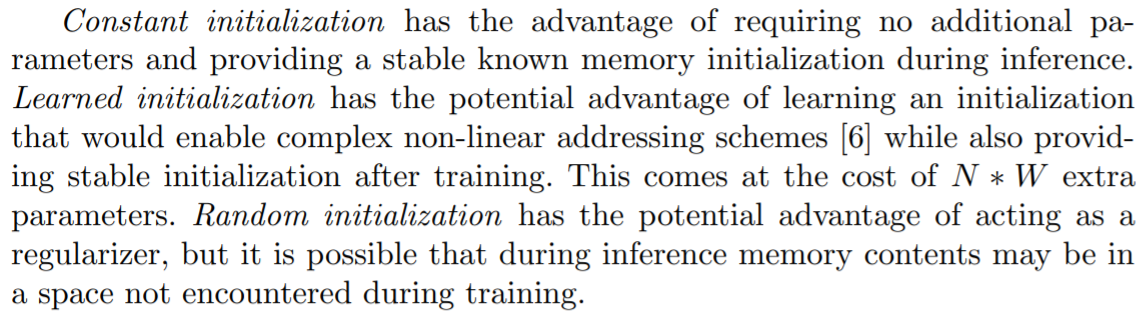 Constant initialization has the advantage of requiring no additional pa-
rameters and providing a stable known memory initialization during inference.
Learned initialization has the potential advantage of learning an initialization
that would enable complex non-linear addressing schemes [6] while also provid-
ing stable initialization after training. This comes at the cost of N ∗ W extra
parameters. Random initialization has the potential advantage of acting as a
regularizer, but it is possible that during inference memory contents may be in
a space not encountered during training.